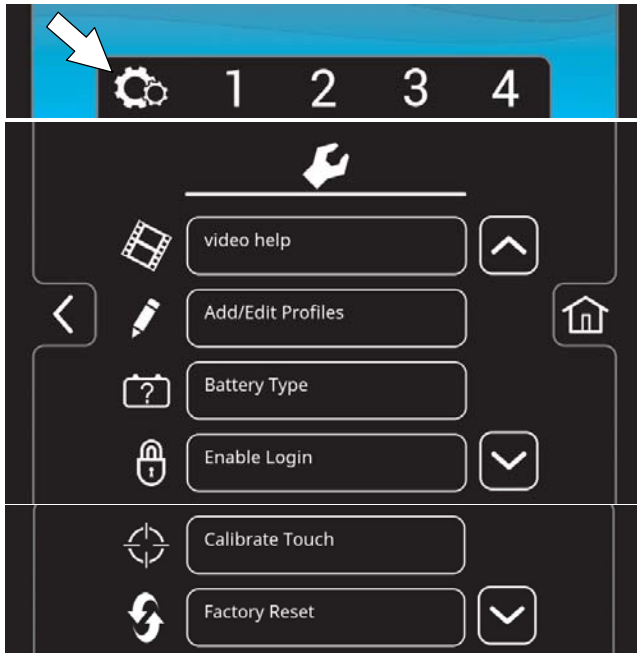 1 2 3 4
video help
Add/Edit Profiles
Battery Type
?
Enable Login
Calibrate Touch
Factory Reset